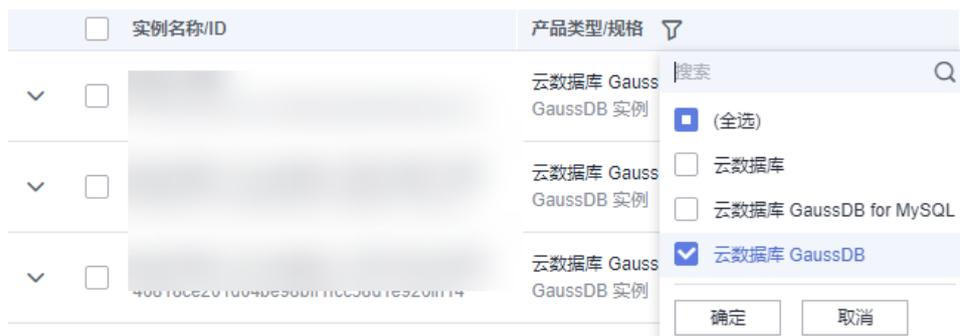 实例名称/ID
产品类型/规格
搜索
云数据库 Gauss
GaussDB 实例
(全选)
云数据库
云数据库 Gauss
GaussDB 实例
云数据库 GaussDB for MySQL
云数据库 GaussDB
云数据库 Gauss
GaussDB 实例
确定
取消